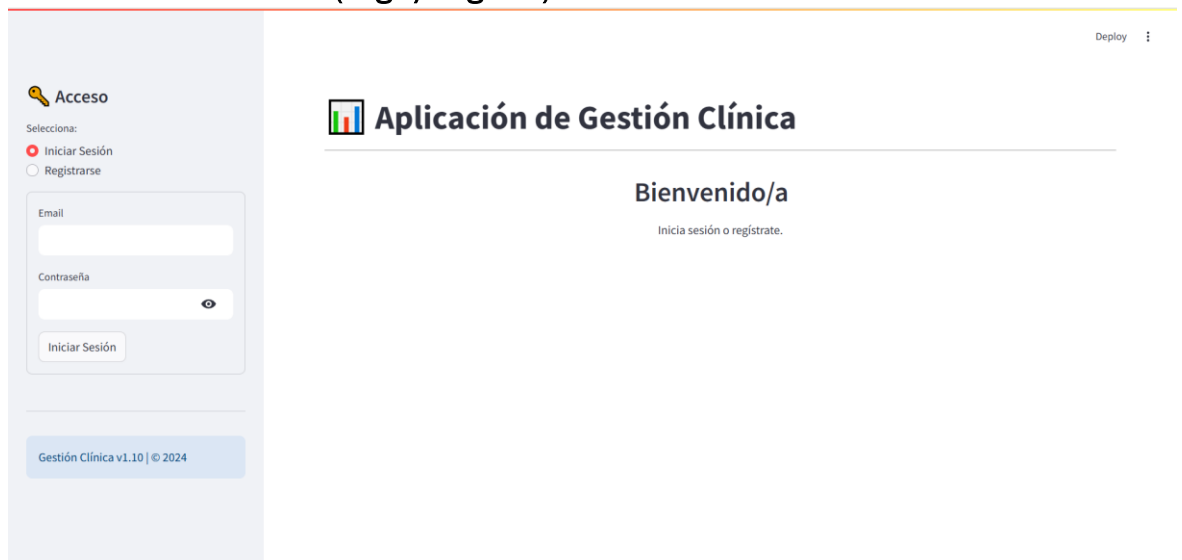 Deploy
Acceso
Selecciona:
Iniciar Sesión
Registrarse
Email
Contraseña
Iniciar Sesión
Gestión Clínica v1.10 | © 2024
Aplicación de Gestión Clínica
Bienvenido/a
Inicia sesión o regístrate.